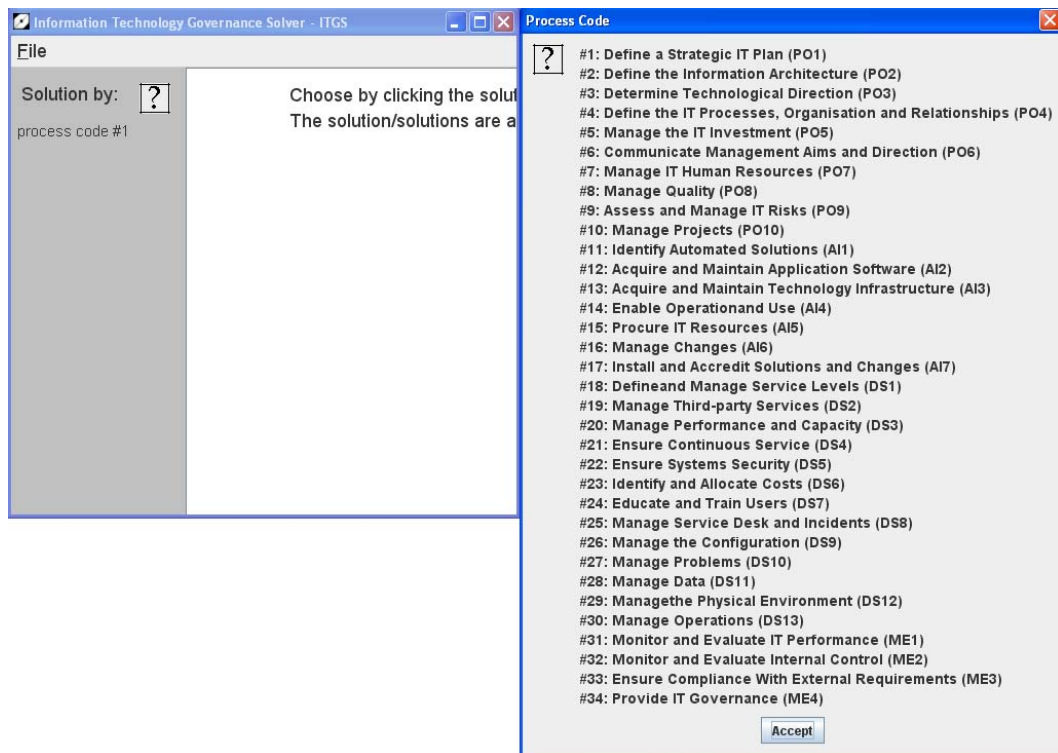 Information Technology Governance Solver - ITGS
File
Solution by: ?
process code #1
Choose by clicking the solut
The solution/solutions are a
Process Code
?
#1: Define a Strategic IT Plan (PO1)
#2: Define the Information Architecture (PO2)
#3: Determine Technological Direction (PO3)
#4: Define the IT Processes, Organisation and Relationships (PO4)
#5: Manage the IT Investment (PO5)
#6: Communicate Management Aims and Direction (PO6)
#7: Manage IT Human Resources (PO7)
#8: Manage Quality (PO8)
#9: Assess and Manage IT Risks (PO9)
#10: Manage Projects (PO10)
#11: Identify Automated Solutions (AI1)
#12: Acquire and Maintain Application Software (AI2)
#13: Acquire and Maintain Technology Infrastructure (AI3)
#14: Enable Operationand Use (AI4)
#15: Procure IT Resources (AI5)
#16: Manage Changes (AI6)
#17: Install and Accredit Solutions and Changes (AI7)
#18: Defineand Manage Service Levels (DS1)
#19: Manage Third-party Services (DS2)
#20: Manage Performance and Capacity (DS3)
#21: Ensure Continuous Service (DS4)
#22: Ensure Systems Security (DS5)
#23: Identify and Allocate Costs (DS6)
#24: Educate and Train Users (DS7)
#25: Manage Service Desk and Incidents (DS8)
#26: Manage the Configuration (DS9)
#27: Manage Problems (DS10)
#28: Manage Data (DS11)
#29: Managethe Physical Environment (DS12)
#30: Manage Operations (DS13)
#31: Monitor and Evaluate IT Performance (ME1)
#32: Monitor and Evaluate Internal Control (ME2)
#33: Ensure Compliance With External Requirements (ME3)
#34: Provide IT Governance (ME4)
Accept